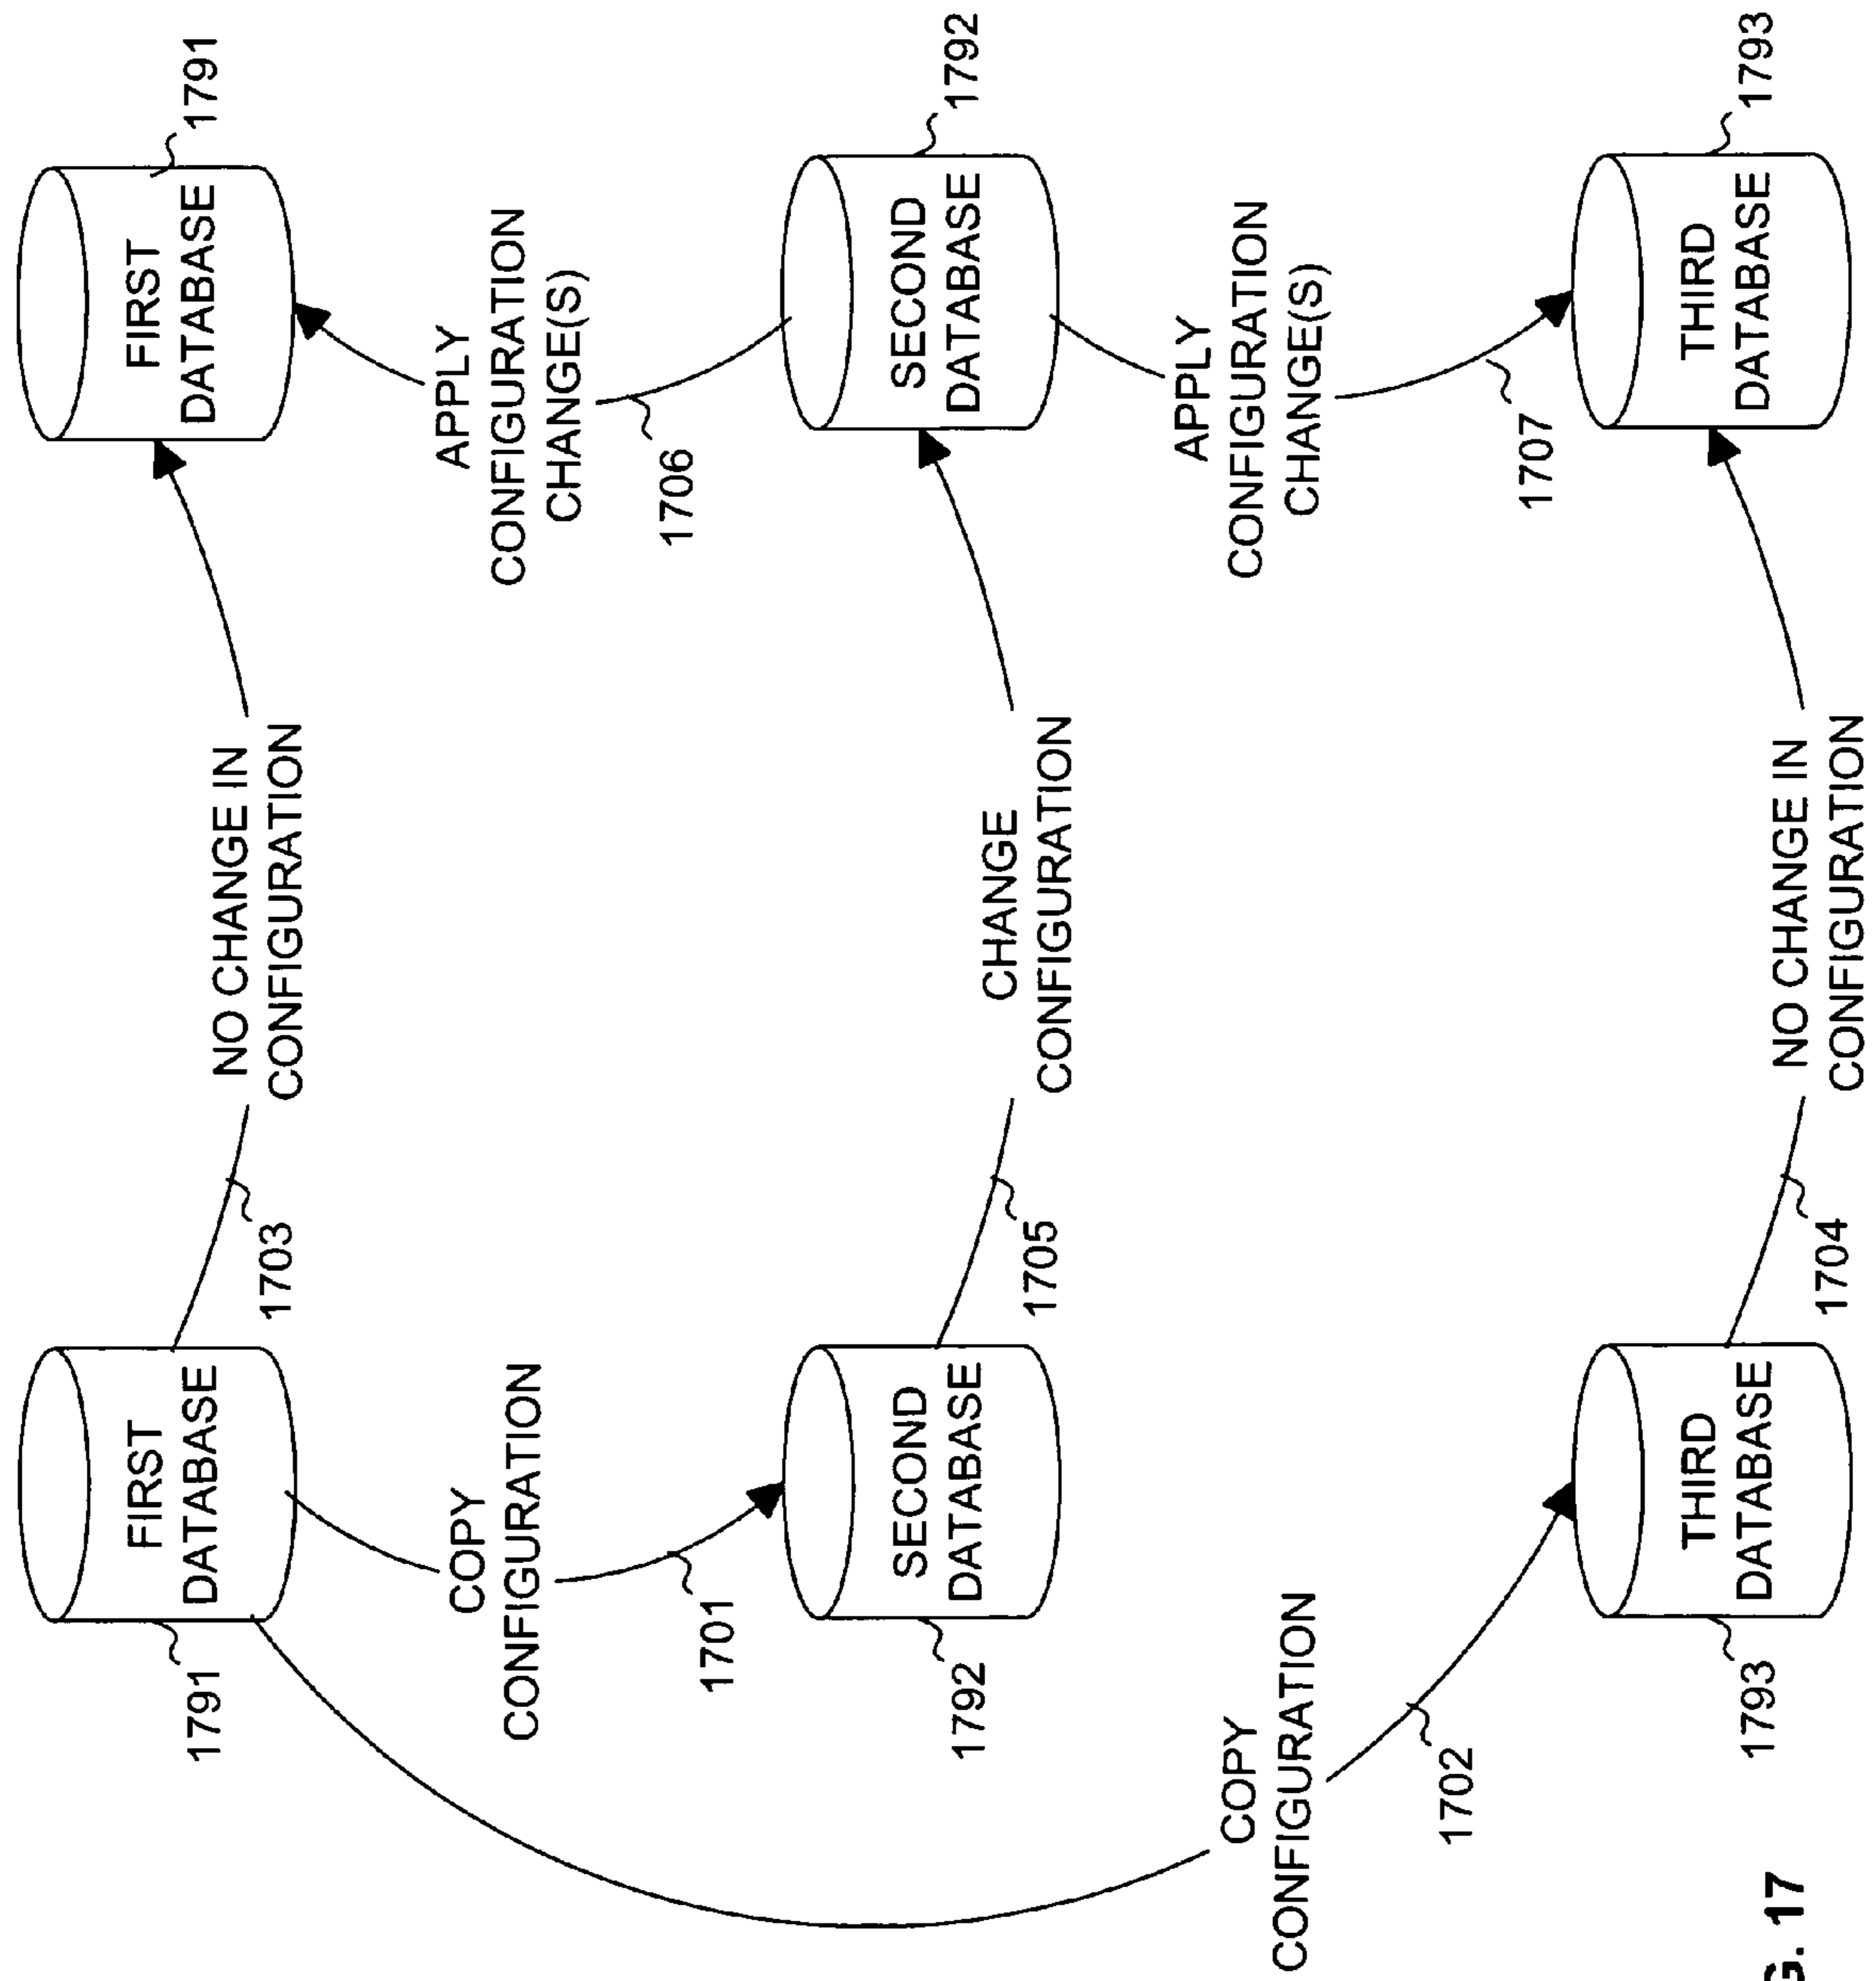 FIRST
DATABASE
1791
NO CHANGE IN
CONFIGURATION
1703
FIRST
DATABASE
1791
COPY
CONFIGURATION
1701
APPLY
CONFIGURATION
CHANGE(S)
1706
SECOND
DATABASE
1792
CHANGE
CONFIGURATION
1705
SECOND
DATABASE
1792
COPY
CONFIGURATION
1702
APPLY
CONFIGURATION
CHANGE(S)
1707
THIRD
DATABASE
1793
NO CHANGE IN
CONFIGURATION
1704
THIRD
DATABASE
1793
G. 17